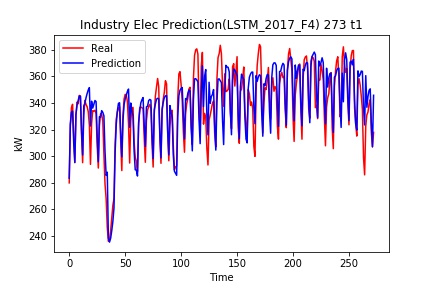 Industry Elec Prediction(LSTM_2017_F4) 273 t1
Real
Prediction
kW
380
360
340
320
300
280
260
240
0 50 100 150 200 250
Time